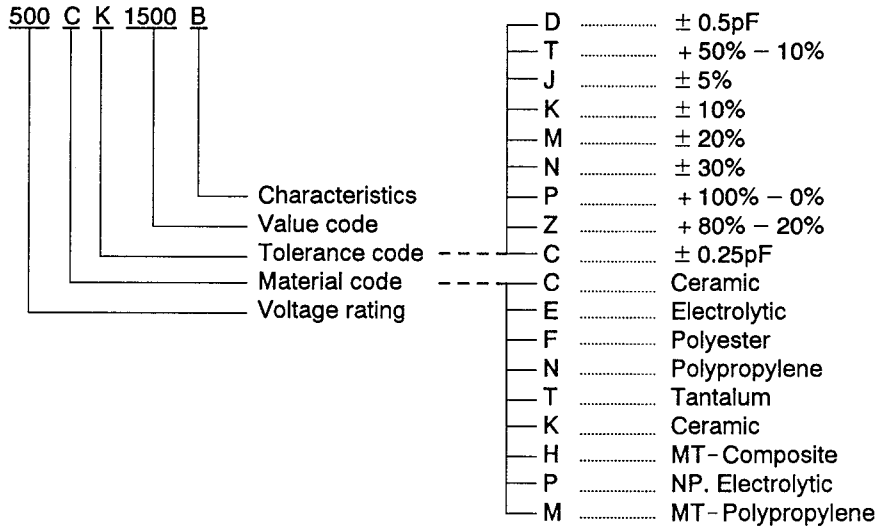 500 C K 1500 B
Characteristics
Value code
Tolerance code
Material code
Voltage rating
D .......... ± 0.5pF
T .......... + 50% − 10%
J .......... ± 5%
K .......... ± 10%
M .......... ± 20%
N .......... ± 30%
P .......... + 100% − 0%
Z .......... + 80% − 20%
C .......... ± 0.25pF
C .......... Ceramic
E .......... Electrolytic
F .......... Polyester
N .......... Polypropylene
T .......... Tantalum
K .......... Ceramic
H .......... MT-Composite
P .......... NP. Electrolytic
M .......... MT-Polypropylene